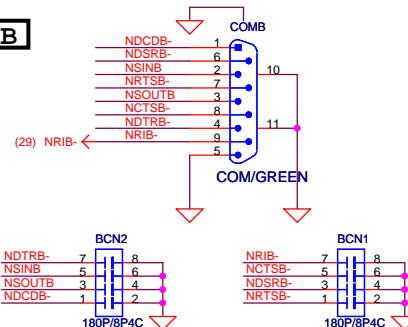 B
COMB
NDCDB- 1
NDSRB- 6
NSINB 2 10
NRTSB- 7
NSOUTB 3
NCTSB- 8
NDTRB- 4 11
(29) NRIB- NRIB- 9
5
COM/GREEN
BCN2
NDTRB- 7 8
NSINB 5 6
NSOUTB 3 4
NDCDB- 1 2
180P/8P4C
BCN1
NRIB- 7 8
NCTSB- 5 6
NDSRB- 3 4
NRTSB- 1 2
180P/8P4C